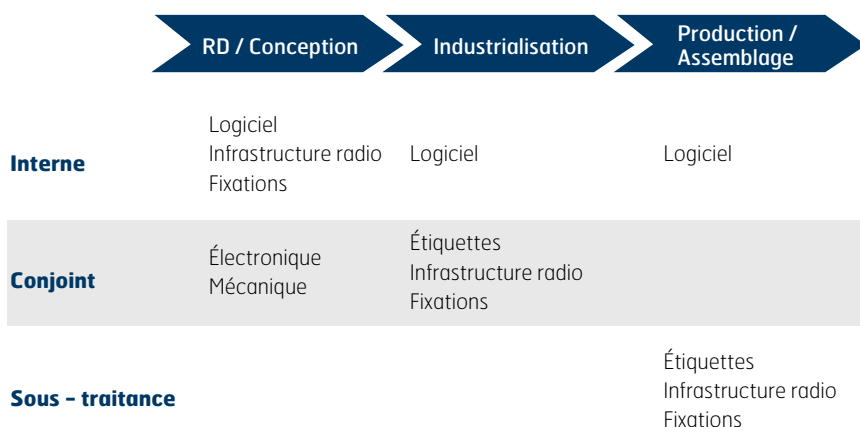 RD / Conception
Industrialisation
Production /
Assemblage
Interne
Logiciel
Infrastructure radio
Fixations
Logiciel
Logiciel
Conjoint
Électronique
Mécanique
Étiquettes
Infrastructure radio
Fixations
Sous - traitance
Étiquettes
Infrastructure radio
Fixations